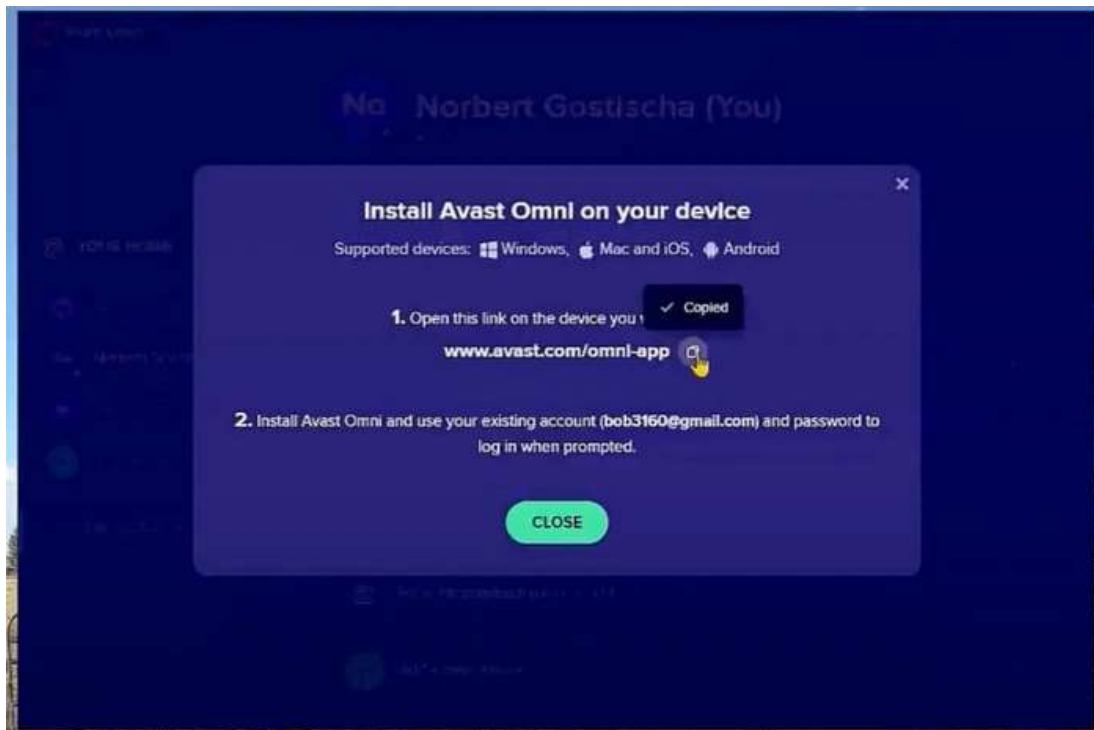 No Norbert Gostischa (You)
Install Avast Omni on your device
Supported devices: Windows, Mac and iOS, Android
Copied
1. Open this link on the device you
www.avast.com/omni-app
2. Install Avast Omni and use your existing account (bob3160@gmail.com) and password to
log in when prompted.
CLOSE